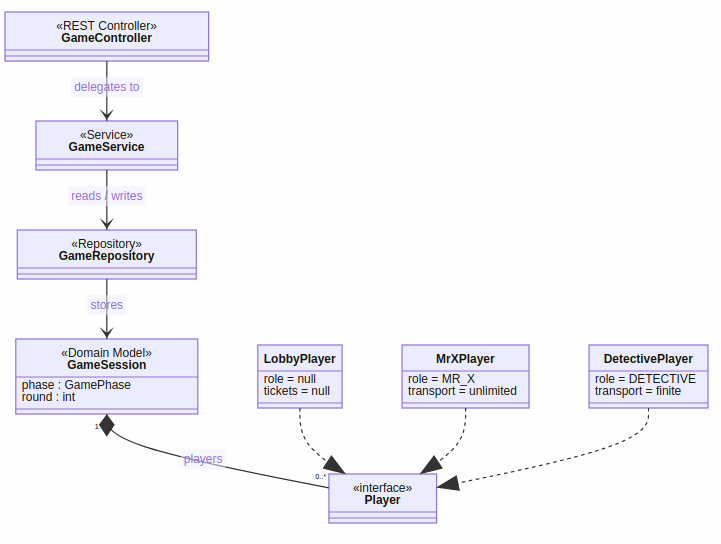 «REST Controller»
GameController
delegates to
«Service»
GameService
reads / writes
«Repository»
GameRepository
stores
«Domain Model»
GameSession
phase : GamePhase
round : int
LobbyPlayer
role = null
tickets = null
MrXPlayer
role = MR_X
transport = unlimited
DetectivePlayer
role = DETECTIVE
transport = finite
1
players
0..*
«interface»
Player